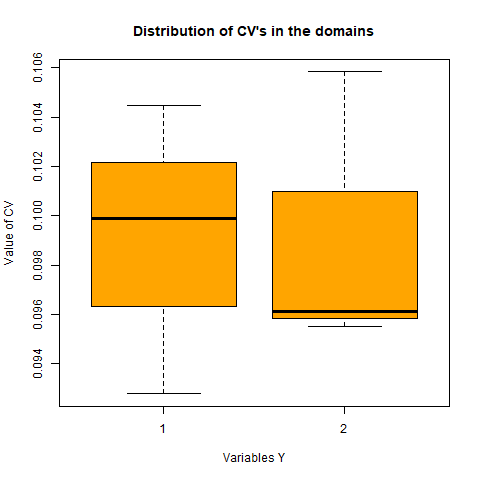 Distribution of CV's in the domains
Value of CV
0.106
0.104
0.102
0.100
0.098
0.096
0.094
1 2
Variables Y